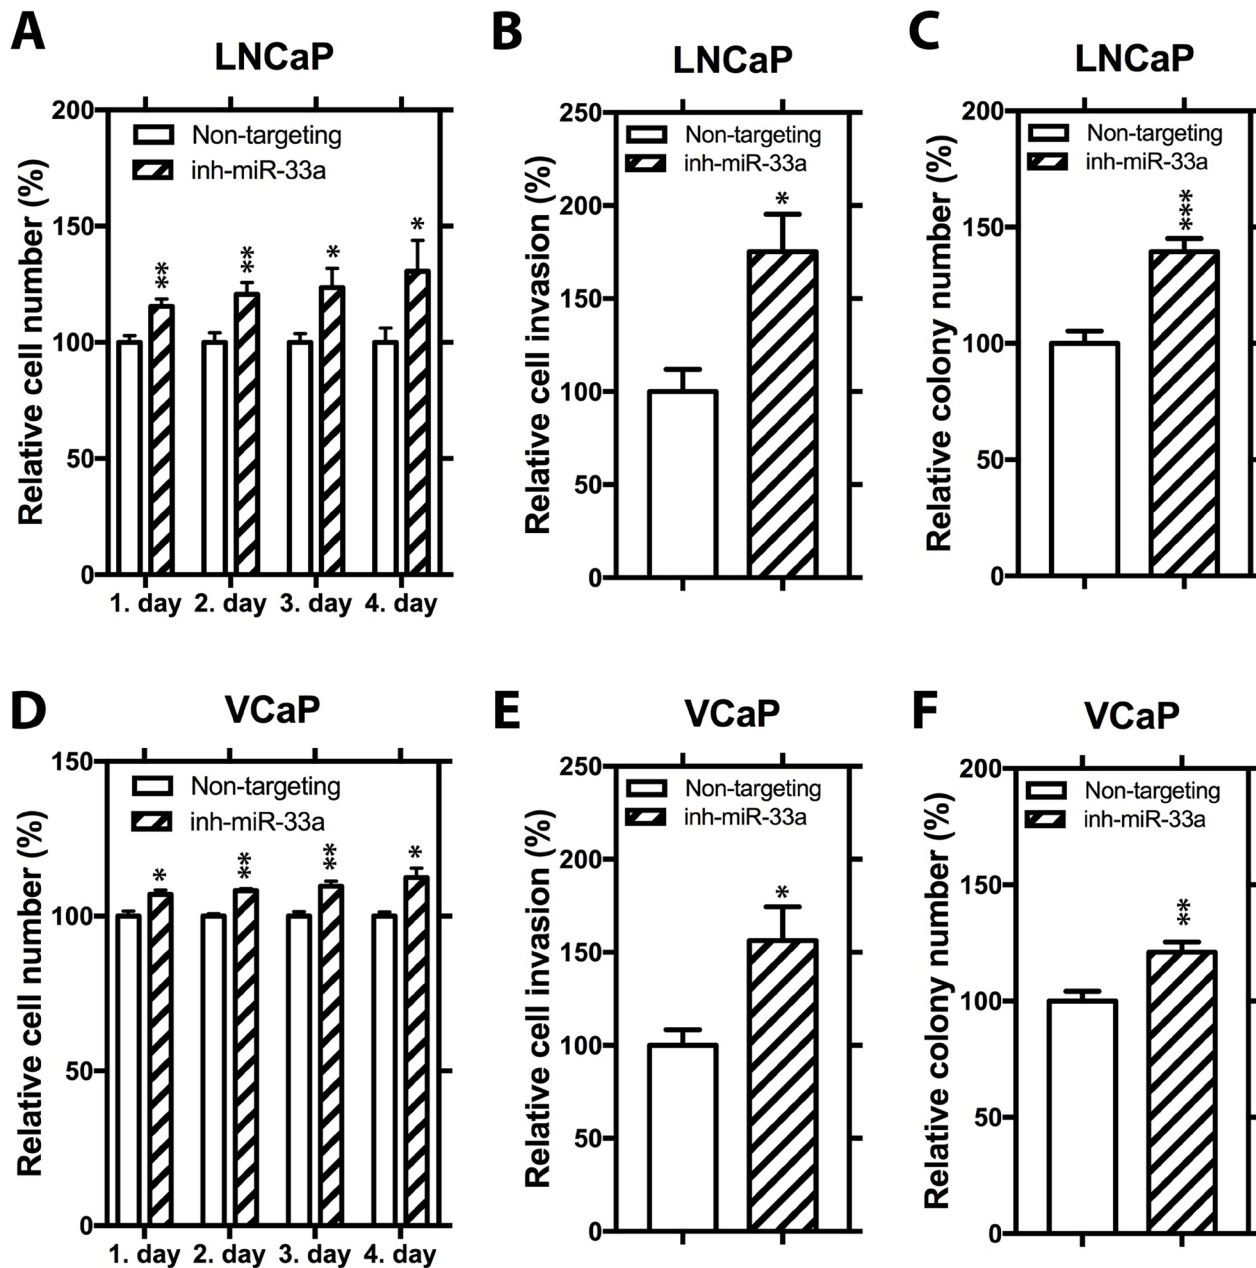 A
LNCaP
Relative cell number (%)
200
150
100
50
0
Non-targeting
inh-miR-33a
**
**
*
*
1. day 2. day 3. day 4. day
B
LNCaP
Relative cell invasion (%)
250
200
150
100
50
0
Non-targeting
inh-miR-33a
*
C
LNCaP
Relative colony number (%)
200
150
100
50
0
Non-targeting
inh-miR-33a
***
D
VCaP
Relative cell number (%)
150
100
50
0
Non-targeting
inh-miR-33a
*
**
**
*
1. day 2. day 3. day 4. day
E
VCaP
Relative cell invasion (%)
250
200
150
100
50
0
Non-targeting
inh-miR-33a
*
F
VCaP
Relative colony number (%)
200
150
100
50
0
Non-targeting
inh-miR-33a
**